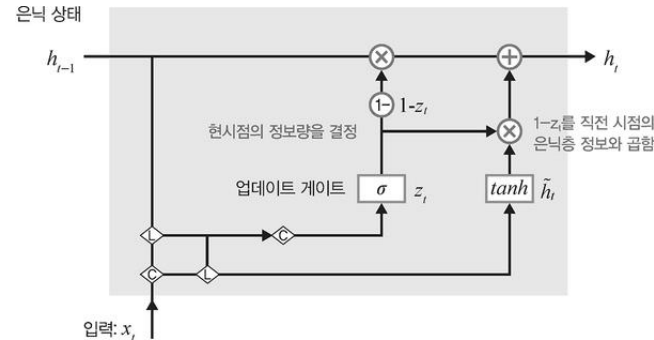 은닉 상태
h_{t-1}
h_t
1-
1-z_t
현시점의 정보량을 결정
1-z_t를 직전 시점의
은닉층 정보와 곱함
업데이트 게이트
σ
z_t
tanh
h̃_t
L
C
C
L
입력: x_t